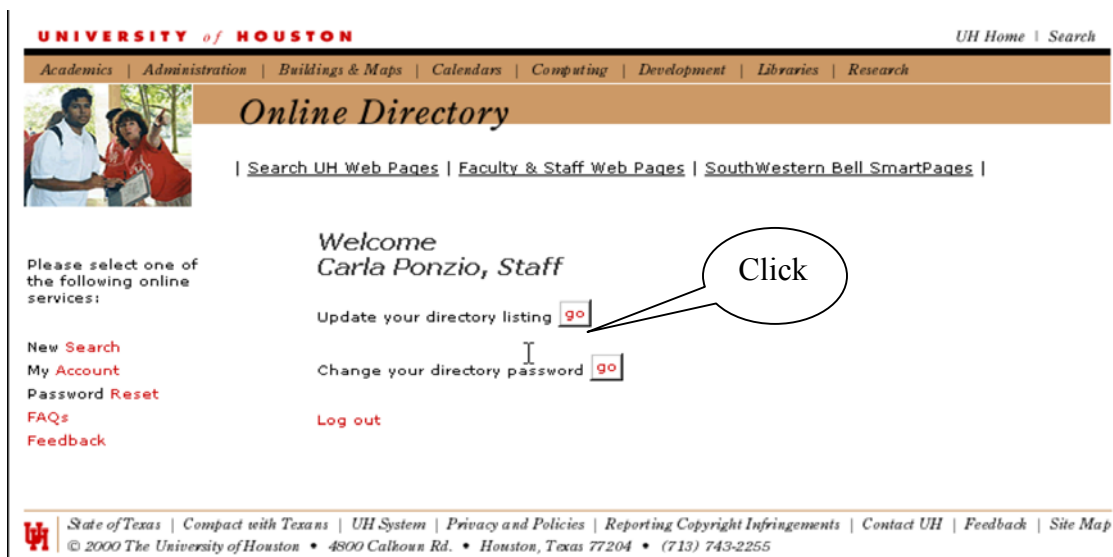 UNIVERSITY of HOUSTON
UH Home | Search
Academics | Administration | Buildings & Maps | Calendars | Computing | Development | Libraries | Research
Online Directory
| Search UH Web Pages | Faculty & Staff Web Pages | SouthWestern Bell SmartPages |
Welcome
Carla Ponzio, Staff
Click
Please select one of
the following online
services:
Update your directory listing go
New Search
My Account
Change your directory password go
Password Reset
FAQs
Log out
Feedback
UH
State of Texas | Compact with Texans | UH System | Privacy and Policies | Reporting Copyright Infringements | Contact UH | Feedback | Site Map
© 2000 The University of Houston • 4800 Calhoun Rd. • Houston, Texas 77204 • (713) 743-2255